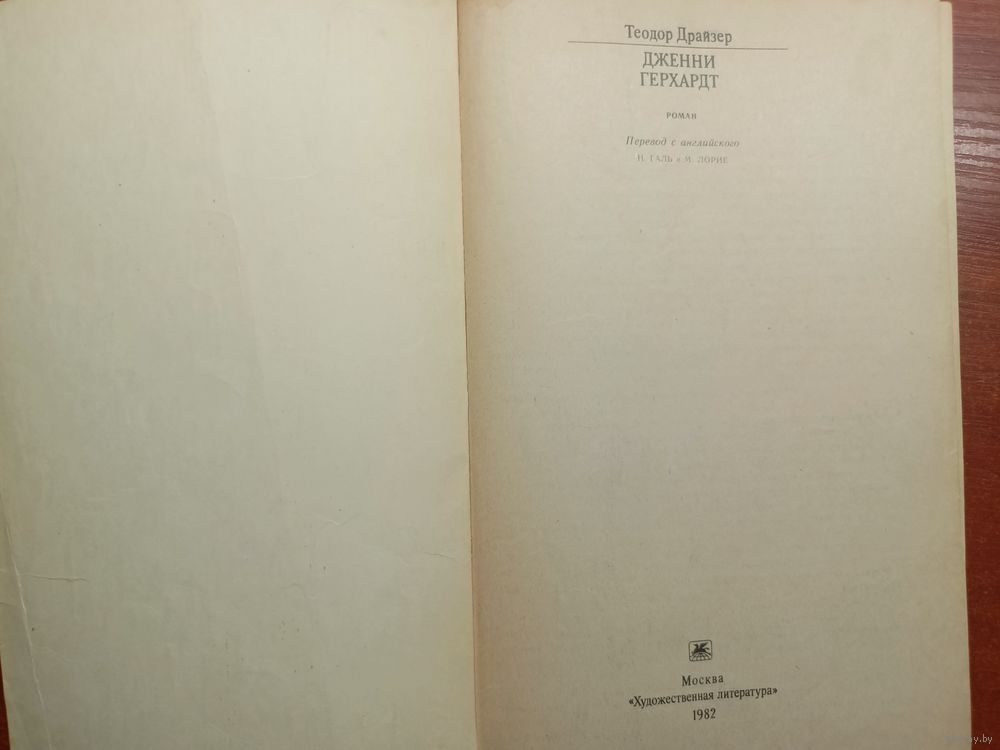 Теодор Драйзер
ДЖЕННИ
ГЕРХАРДТ
РОМАН
Перевод с английского
Н. ГАЛЬ и М. ЛОРИЕ
Москва
«Художественная литература»
1982